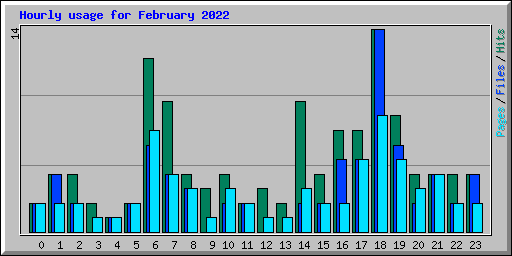 Hourly usage for February 2022
14
Pages / Files / Hits
0 1 2 3 4 5 6 7 8 9 10 11 12 13 14 15 16 17 18 19 20 21 22 23